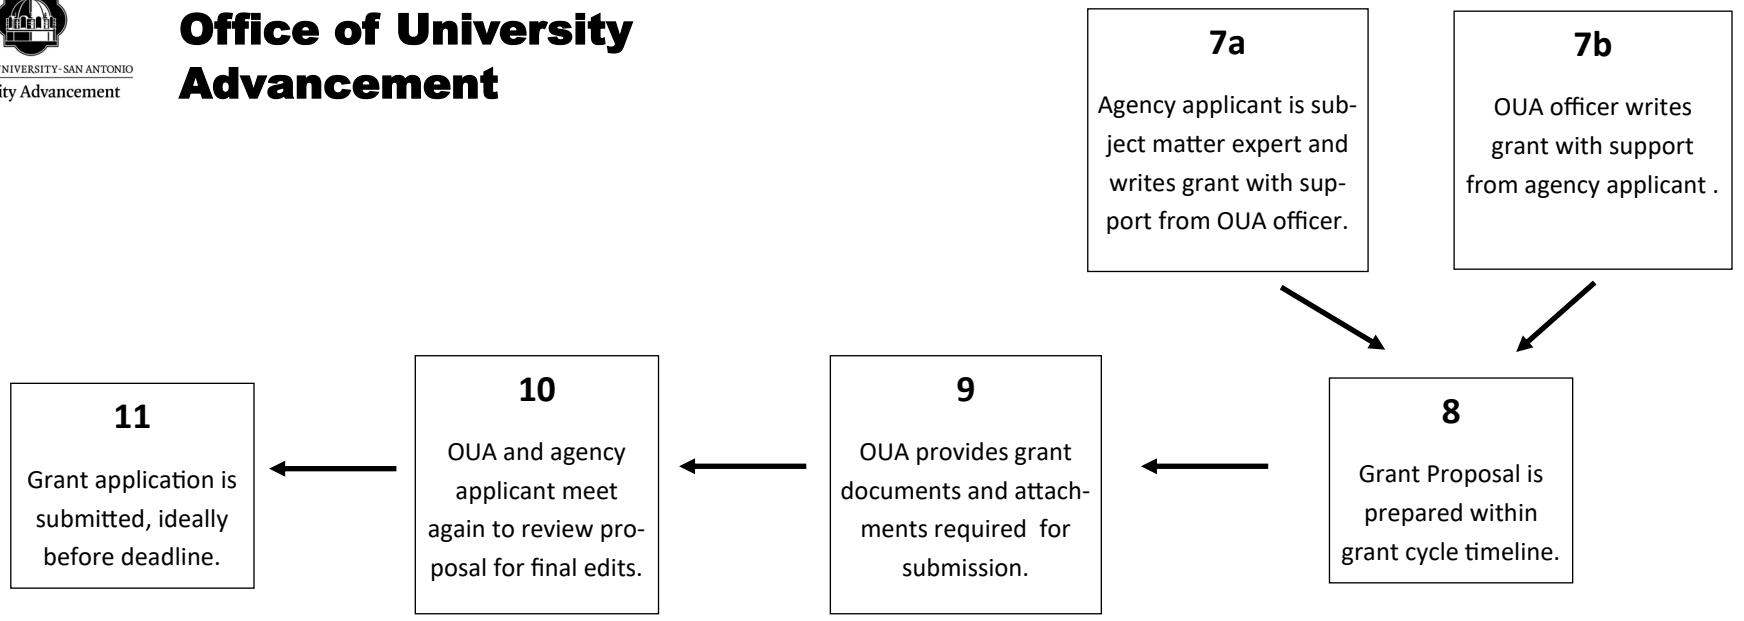 NIVERSITY-SAN ANTONIO
ity Advancement
Office of University
Advancement
7a
Agency applicant is sub-
ject matter expert and
writes grant with sup-
port from OUA officer.
7b
OUA officer writes
grant with support
from agency applicant .
8
Grant Proposal is
prepared within
grant cycle timeline.
9
OUA provides grant
documents and attach-
ments required  for
submission.
10
OUA and agency
applicant meet
again to review pro-
posal for final edits.
11
Grant application is
submitted, ideally
before deadline.